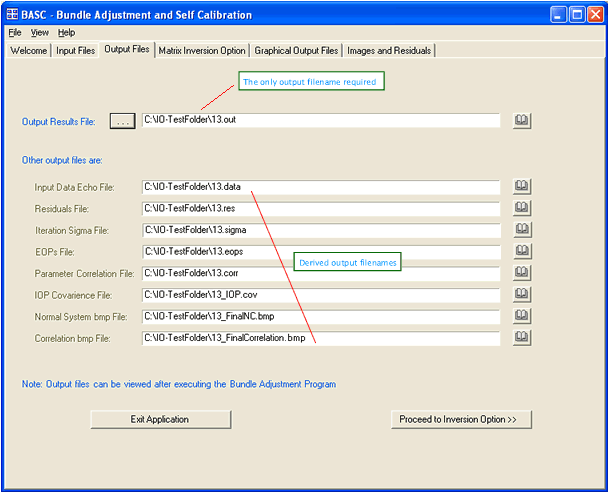 BASC - Bundle Adjustment and Self Calibration
File View Help
Welcome Input Files Output Files Matrix Inversion Option Graphical Output Files Images and Residuals
The only output filename required
Output Results File: ... C:\IO-TestFolder\13.out
Other output files are:
Input Data Echo File: C:\IO-TestFolder\13.data
Residuals File: C:\IO-TestFolder\13.res
Iteration Sigma File: C:\IO-TestFolder\13.sigma
EOPs File: C:\IO-TestFolder\13.eops
Derived output filenames
Parameter Correlation File: C:\IO-TestFolder\13.corr
IOP Covarience File: C:\IO-TestFolder\13_IOP.cov
Normal System bmp File: C:\IO-TestFolder\13_FinalNC.bmp
Correlation bmp File: C:\IO-TestFolder\13_FinalCorrelation.bmp
Note: Output files can be viewed after executing the Bundle Adjustment Program
Exit Application Proceed to Inversion Option >>